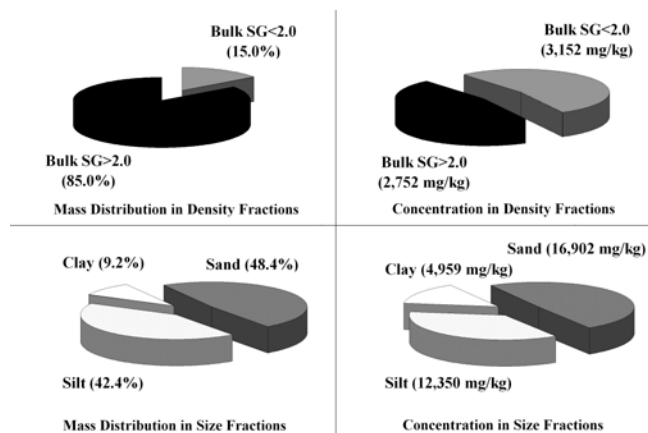 Bulk SG<2.0
(15.0%)
Bulk SG>2.0
(85.0%)
Mass Distribution in Density Fractions
Bulk SG<2.0
(3,152 mg/kg)
Bulk SG>2.0
(2,752 mg/kg)
Concentration in Density Fractions
Clay (9.2%)
Sand (48.4%)
Silt (42.4%)
Mass Distribution in Size Fractions
Sand (16,902 mg/kg)
Clay (4,959 mg/kg)
Silt (12,350 mg/kg)
Concentration in Size Fractions